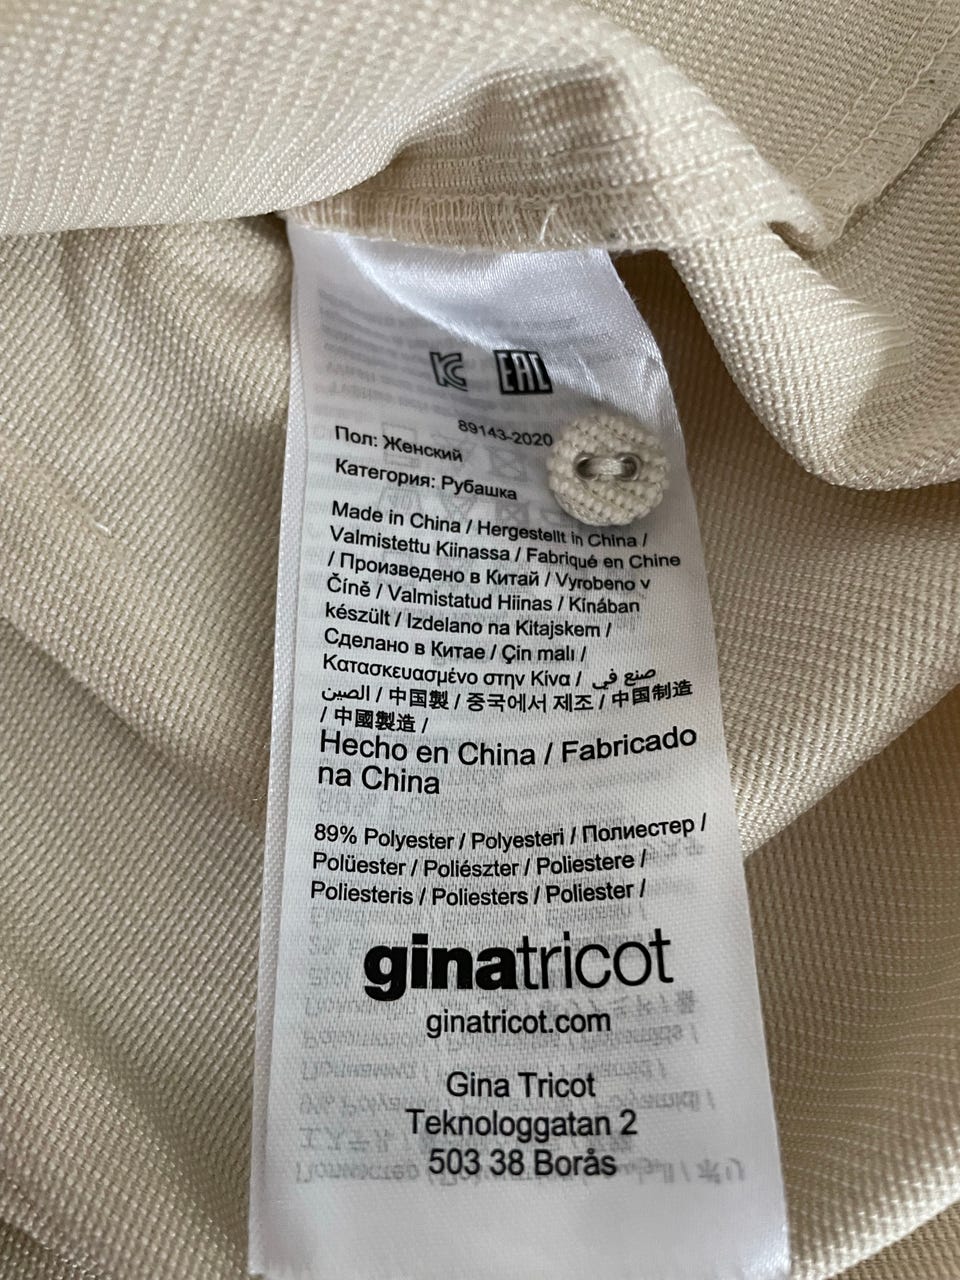 EAC
89143-2020
Пол: Женский
Категория: Рубашка
Made in China / Hergestellt in China /
Valmistettu Kiinassa / Fabriqué en Chine
/ Произведено в Китай / Vyrobeno v
Číně / Valmistatud Hiinas / Kínában
készült / Izdelano na Kitajskem /
Сделано в Китае / Çin malı /
Κατασκευασμένο στην Κίνα / صنع في
الصين / 中国製 / 중국에서 제조 / 中国制造
/ 中國製造 /
Hecho en China / Fabricado
na China
89% Polyester / Polyesteri / Полиестер /
Polüester / Poliészter / Poliestere /
Poliesteris / Poliesters / Poliester /
ginatricot
ginatricot.com
Gina Tricot
Teknologgatan 2
503 38 Borås